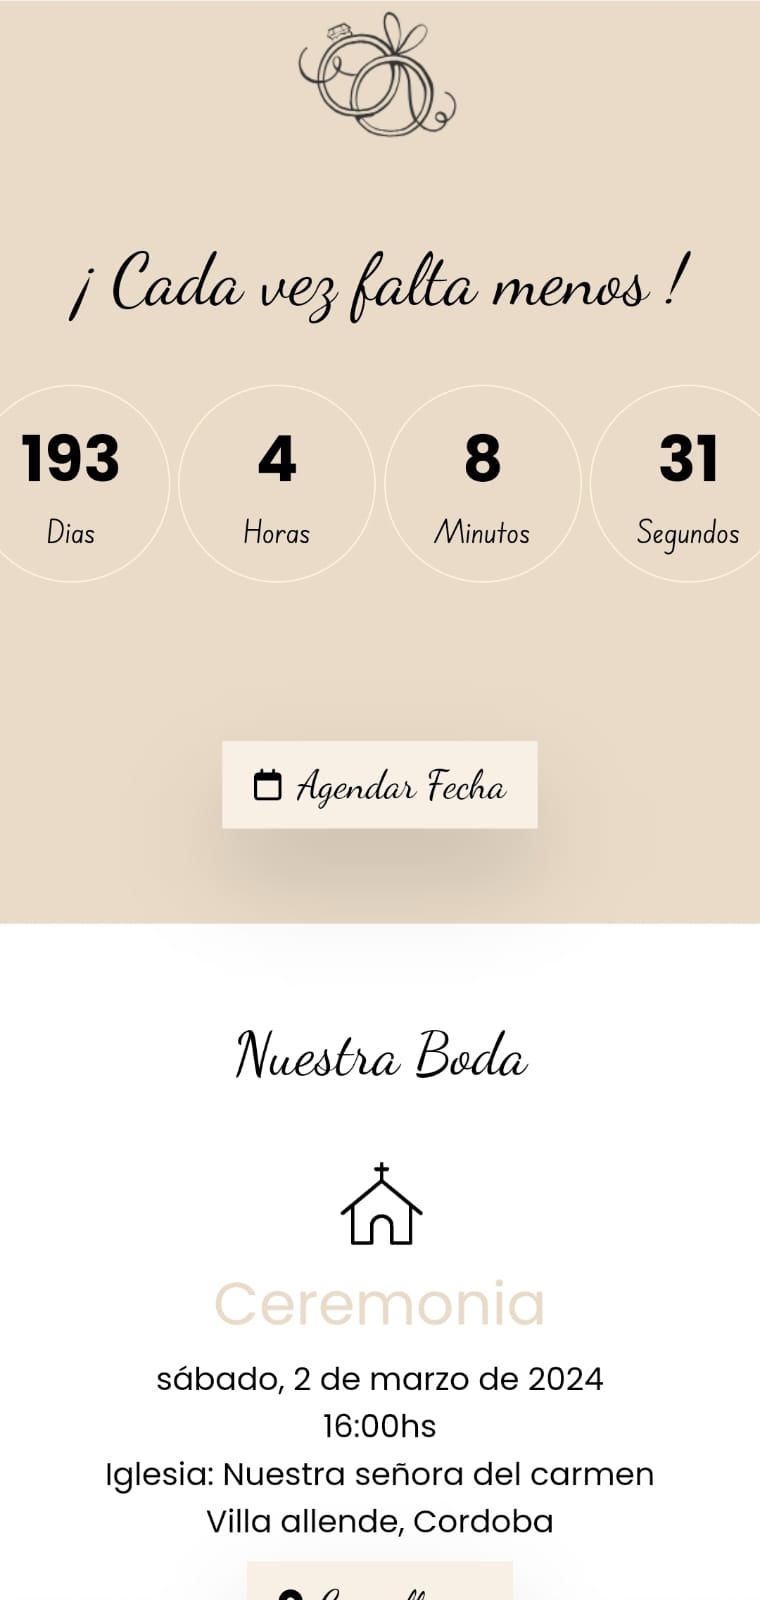 ¡ Cada vez falta menos !
193 4 8 31
Dias Horas Minutos Segundos
Agendar Fecha
Nuestra Boda
Ceremonia
sábado, 2 de marzo de 2024
16:00hs
Iglesia: Nuestra señora del carmen
Villa allende, Cordoba